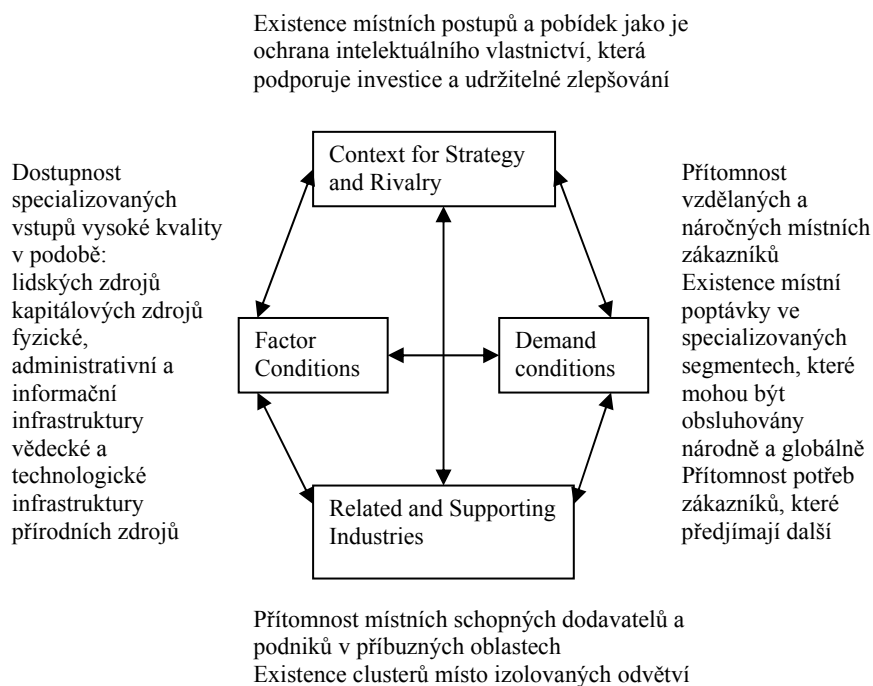 Existence místních postupů a pobídek jako je
ochrana intelektuálního vlastnictví, která
podporuje investice a udržitelné zlepšování
Context for Strategy
and Rivalry
Dostupnost
specializovaných
vstupů vysoké kvality
v podobě:
lidských zdrojů
kapitálových zdrojů
fyzické,
administrativní a
informační
infrastruktury
vědecké a
technologické
infrastruktury
přírodních zdrojů
Factor
Conditions
Demand
conditions
Přítomnost
vzdělaných a
náročných místních
zákazníků
Existence místní
poptávky ve
specializovaných
segmentech, které
mohou být
obsluhovány
národně a globálně
Přítomnost potřeb
zákazníků, které
předjímají další
Related and Supporting
Industries
Přítomnost místních schopných dodavatelů a
podniků v příbuzných oblastech
Existence clusterů místo izolovaných odvětví